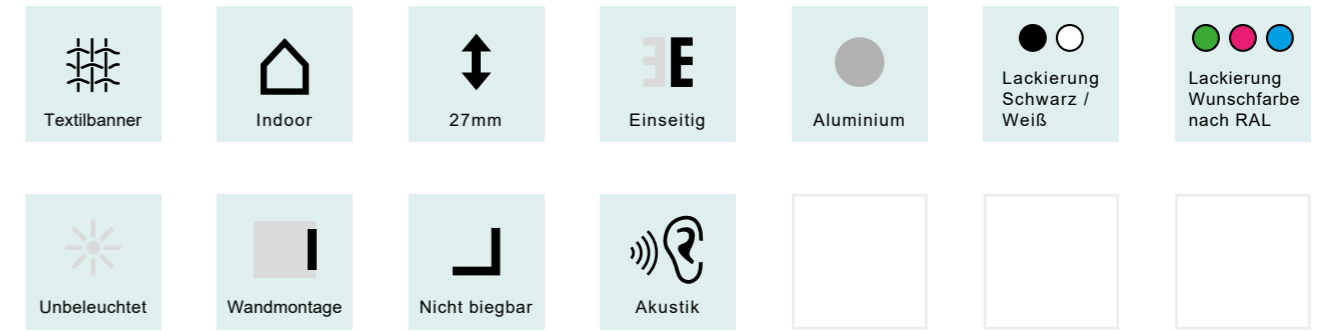 Textilbanner
Indoor
27mm
Einseitig
Aluminium
Lackierung
Schwarz /
Weiß
Lackierung
Wunschfarbe
nach RAL
Unbeleuchtet
Wandmontage
Nicht biegbar
Akustik